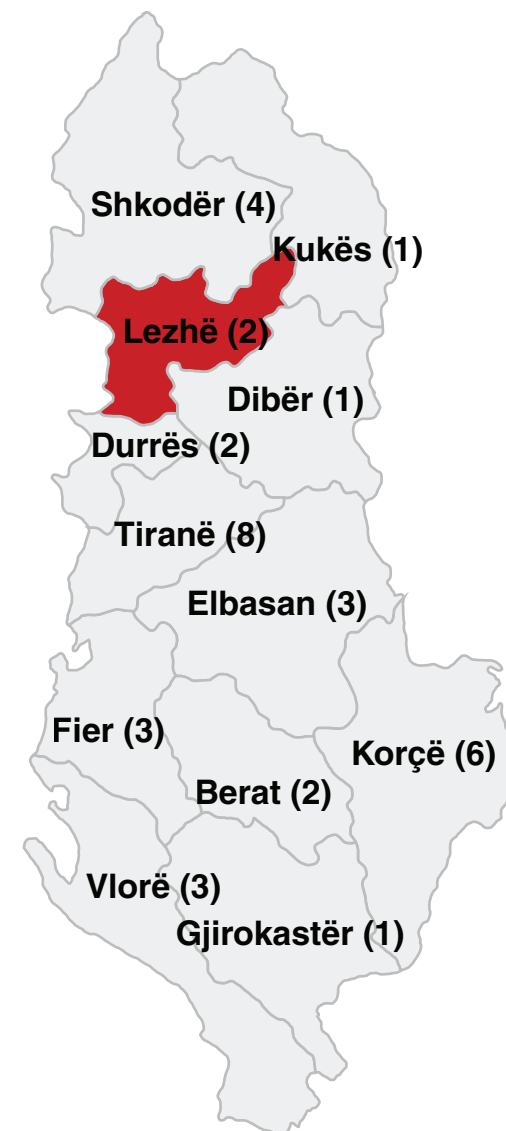 Shkodër (4)
Kukës (1)
Lezhë (2)
Dibër (1)
Durrës (2)
Tiranë (8)
Elbasan (3)
Fier (3)
Korçë (6)
Berat (2)
Vlorë (3)
Gjirokastër (1)